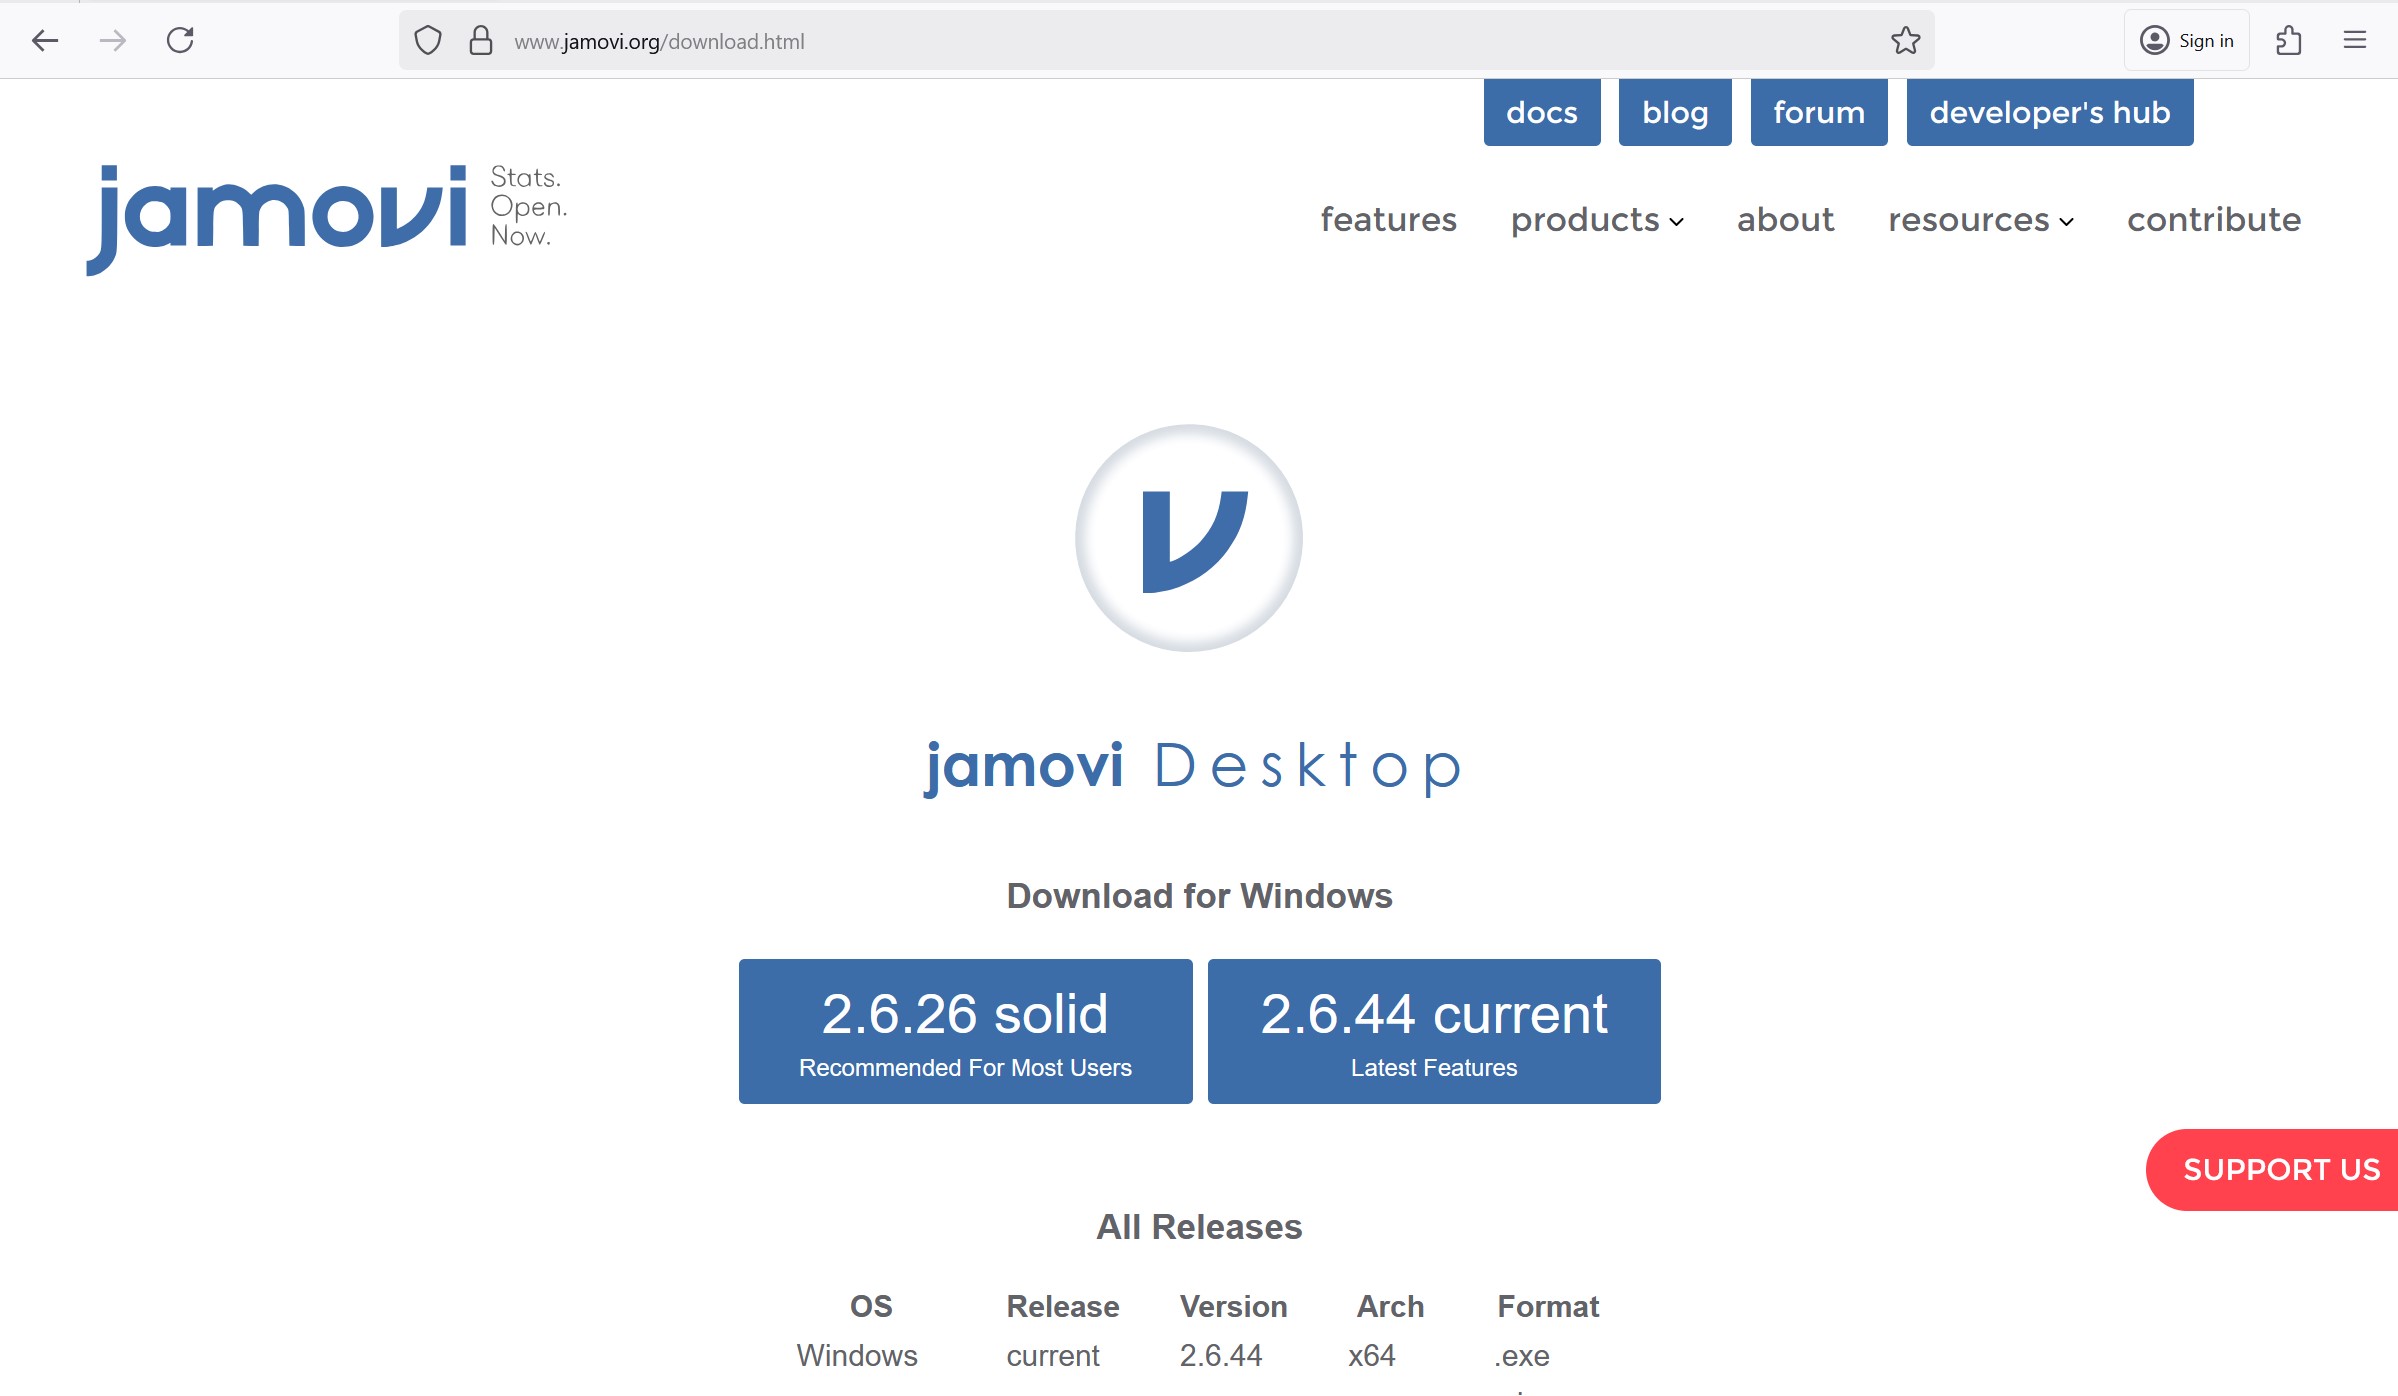 www.jamovi.org/download.html
Sign in
docs blog forum developer's hub
jamovi
Stats.
Open.
Now.
features products about resources contribute
jamovi Desktop
Download for Windows
2.6.26 solid
Recommended For Most Users
2.6.44 current
Latest Features
SUPPORT US
All Releases
OS Release Version Arch Format
Windows current 2.6.44 x64 .exe